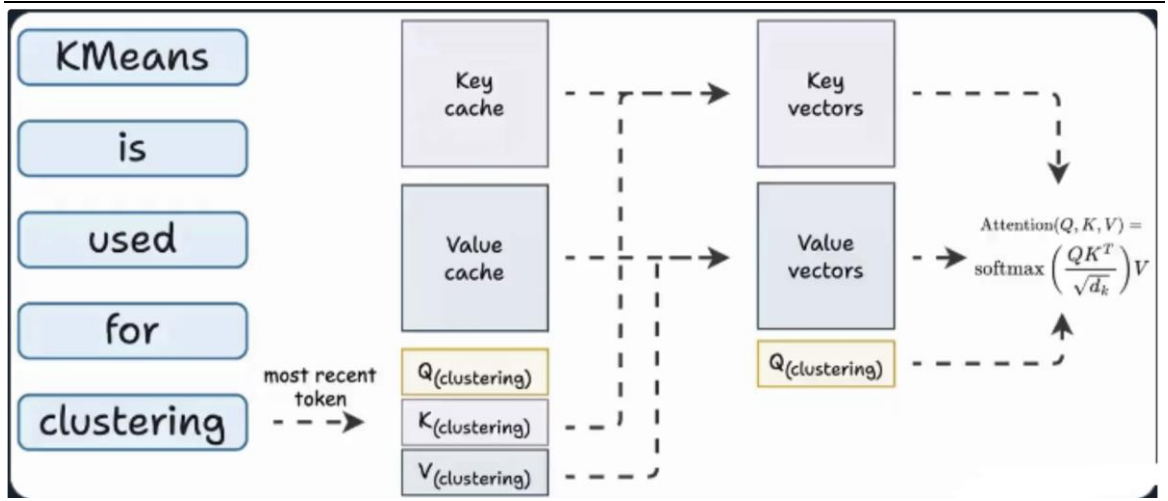 KMeans
is
used
for
clustering
most recent
token
Key
cache
Value
cache
Q(clustering)
K(clustering)
V(clustering)
Key
vectors
Value
vectors
Q(clustering)
Attention(Q, K, V) =
softmax(QK^T/√d_k)V